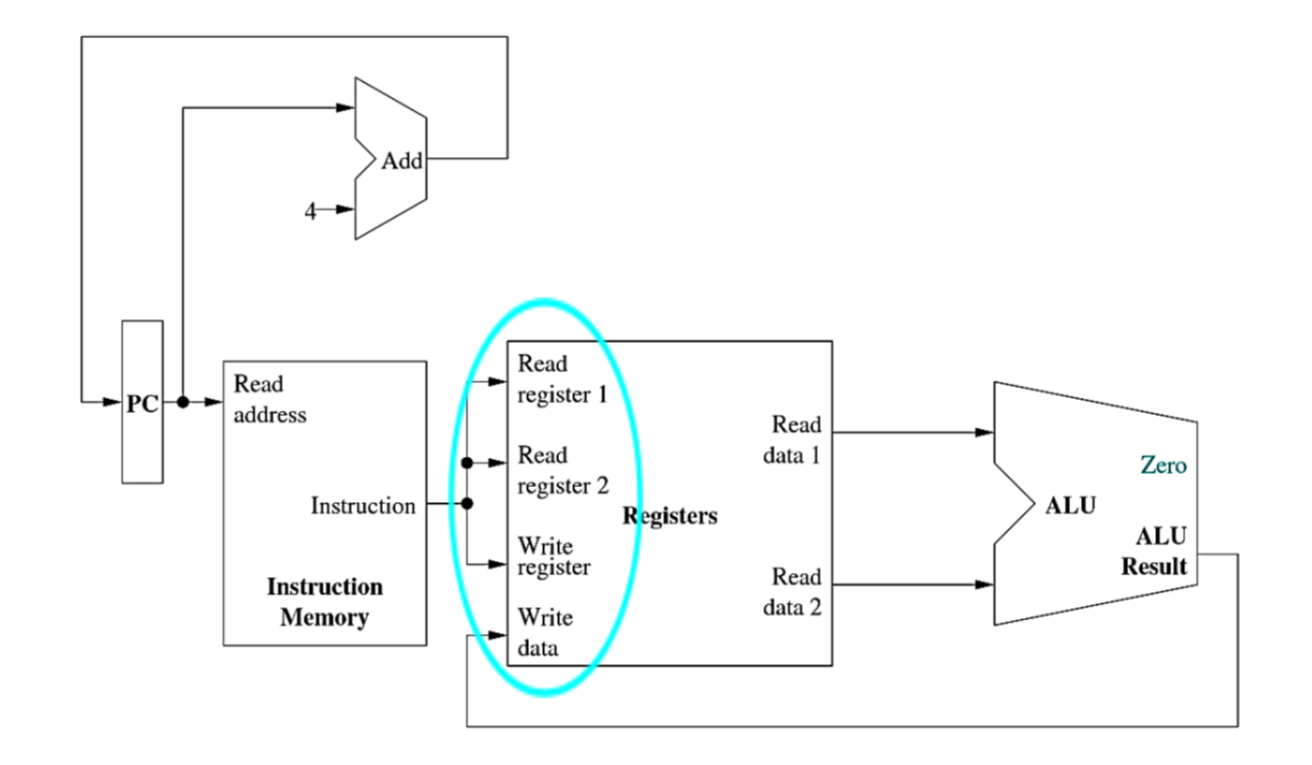 Add
4
PC
Read
address
Instruction
Instruction
Memory
Read
register 1
Read
register 2
Write
register
Write
data
Registers
Read
data 1
Read
data 2
Zero
ALU
ALU
Result